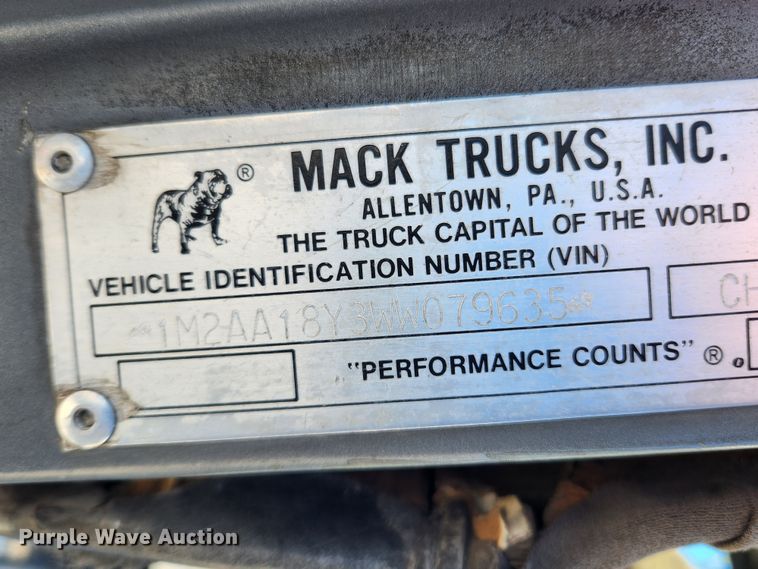 ® MACK TRUCKS, INC.
ALLENTOWN, PA., U.S.A.
THE TRUCK CAPITAL OF THE WORLD
VEHICLE IDENTIFICATION NUMBER (VIN)
1M2AA18Y3WW079635
CH
"PERFORMANCE COUNTS" ®.
Purple Wave Auction